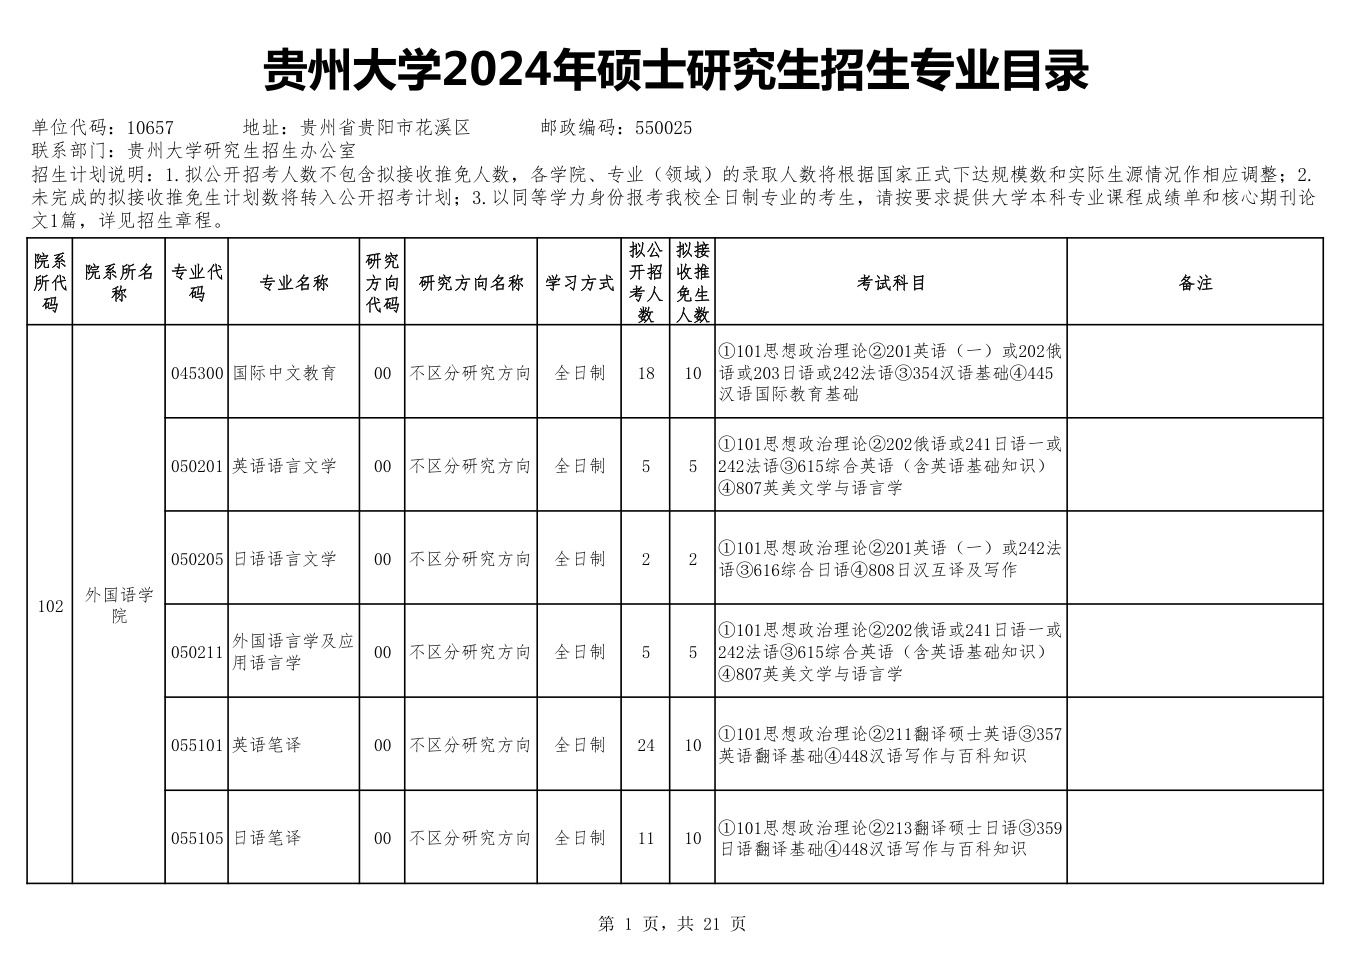 贵州大学2024年硕士研究生招生专业目录
单位代码：10657 地址：贵州省贵阳市花溪区 邮政编码：550025
联系部门：贵州大学研究生招生办公室
招生计划说明：1.拟公开招考人数不包含拟接收推免人数，各学院、专业（领域）的录取人数将根据国家正式下达规模数和实际生源情况作相应调整；2.
未完成的拟接收推免生计划数将转入公开招考计划；3.以同等学力身份报考我校全日制专业的考生，请按要求提供大学本科专业课程成绩单和核心期刊论
文1篇，详见招生章程。
院系
所代
码
院系所名
称
专业代
码
专业名称
研究
方向
代码
研究方向名称
学习方式
拟公
开招
考人
数
拟接
收推
免生
人数
考试科目
备注
102
外国语学
院
045300
国际中文教育
00
不区分研究方向
全日制
18
10
①101思想政治理论②201英语（一）或202俄
语或203日语或242法语③354汉语基础④445
汉语国际教育基础
050201
英语语言文学
00
不区分研究方向
全日制
5
5
①101思想政治理论②202俄语或241日语一或
242法语③615综合英语（含英语基础知识）
④807英美文学与语言学
050205
日语语言文学
00
不区分研究方向
全日制
2
2
①101思想政治理论②201英语（一）或242法
语③616综合日语④808日汉互译及写作
050211
外国语言学及应
用语言学
00
不区分研究方向
全日制
5
5
①101思想政治理论②202俄语或241日语一或
242法语③615综合英语（含英语基础知识）
④807英美文学与语言学
055101
英语笔译
00
不区分研究方向
全日制
24
10
①101思想政治理论②211翻译硕士英语③357
英语翻译基础④448汉语写作与百科知识
055105
日语笔译
00
不区分研究方向
全日制
11
10
①101思想政治理论②213翻译硕士日语③359
日语翻译基础④448汉语写作与百科知识
第 1 页，共 21 页